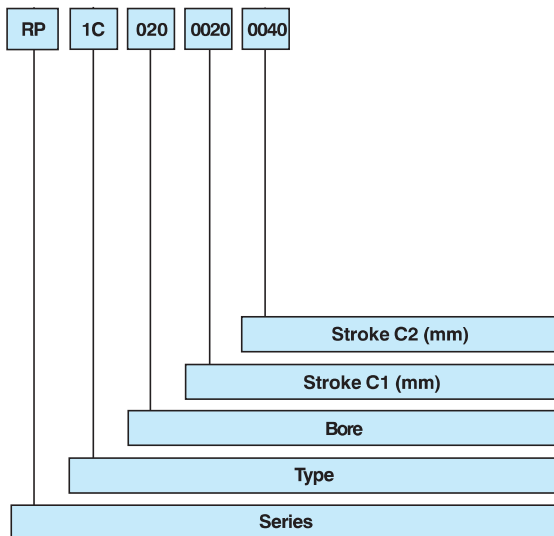 RP 1C 020 0020 0040
Stroke C2 (mm)
Stroke C1 (mm)
Bore
Type
Series